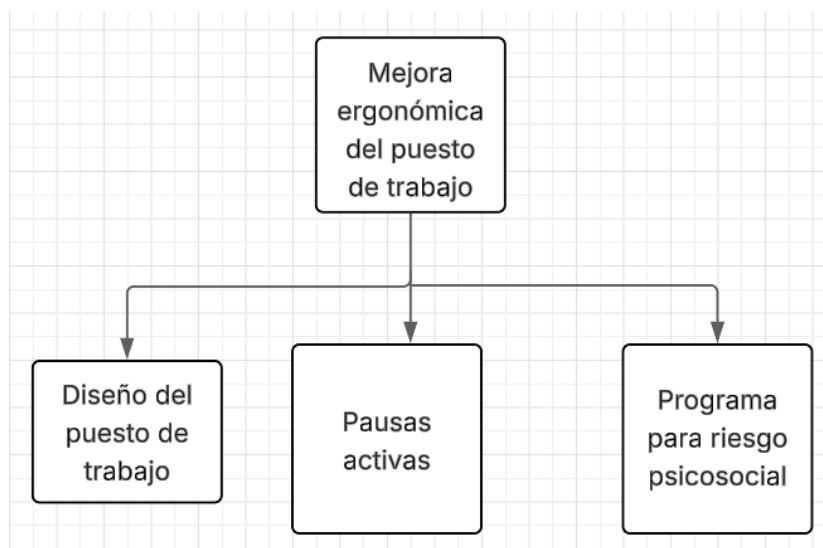 Mejora
ergonómica
del puesto
de trabajo
Diseño del
puesto de
trabajo
Pausas
activas
Programa
para riesgo
psicosocial